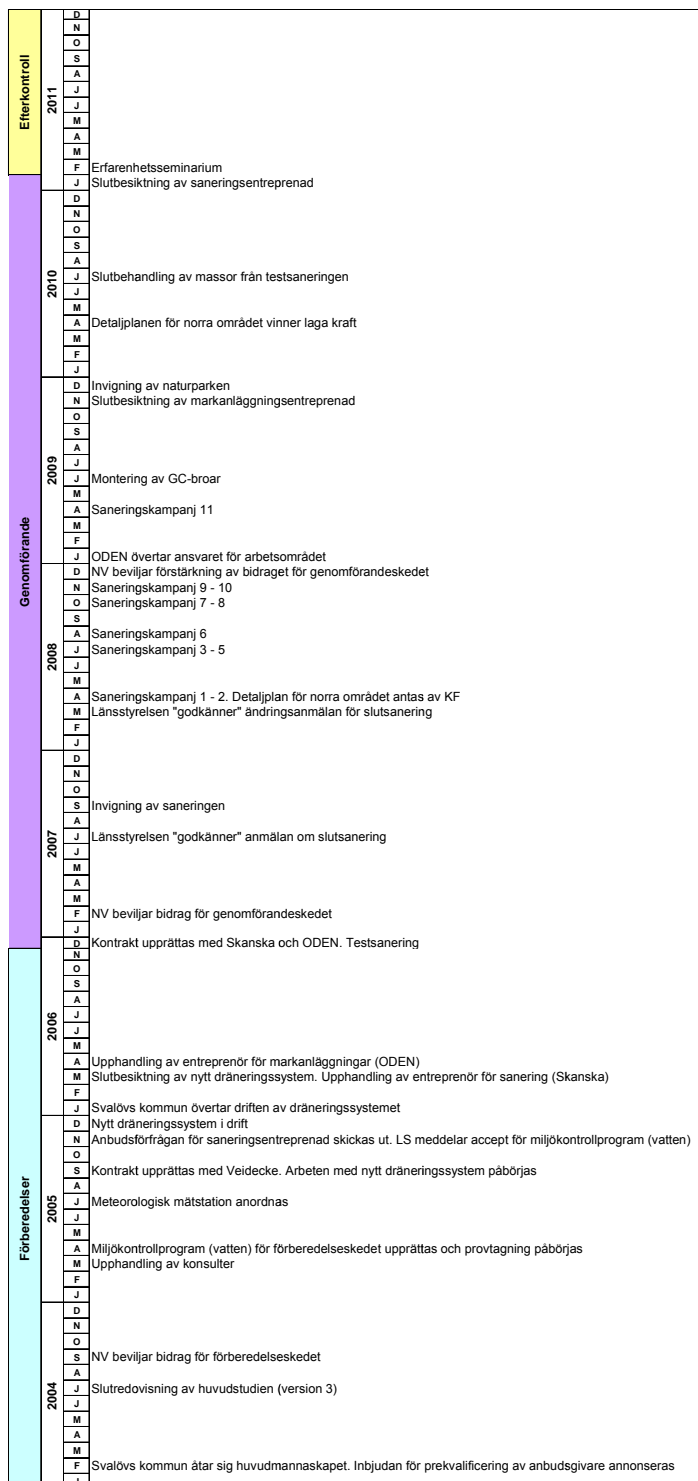 Efterkontroll
2011
D
N
O
S
A
J
J
M
A
M
F Erfarenhetsseminarium
J Slutbesiktning av saneringsentreprenad
Genomförande
2010
D
N
O
S
A
J Slutbehandling av massor från testsaneringen
J
M
A Detaljplanen för norra området vinner laga kraft
M
F
J
2009
D Invigning av naturparken
N Slutbesiktning av markanläggningsentreprenad
O
S
A
J
J Montering av GC-broar
M
A Saneringskampanj 11
M
F
J ODEN övertar ansvaret för arbetsområdet
2008
D NV beviljar förstärkning av bidraget för genomförandeskedet
N Saneringskampanj 9 - 10
O Saneringskampanj 7 - 8
S
A Saneringskampanj 6
J Saneringskampanj 3 - 5
J
M
A Saneringskampanj 1 - 2. Detaljplan för norra området antas av KF
M Länsstyrelsen "godkänner" ändringsanmälan för slutsanering
F
J
2007
D
N
O
S Invigning av saneringen
A
J Länsstyrelsen "godkänner" anmälan om slutsanering
J
M
A
M
F NV beviljar bidrag för genomförandeskedet
J
2006
D Kontrakt upprättas med Skanska och ODEN. Testsanering
Förberedelser
N
O
S
A
J
J
M
A Upphandling av entreprenör för markanläggningar (ODEN)
M Slutbesiktning av nytt dräneringssystem. Upphandling av entreprenör för sanering (Skanska)
F
J Svalövs kommun övertar driften av dräneringssystemet
2005
D Nytt dräneringssystem i drift
N Anbudsförfrågan för saneringsentreprenad skickas ut. LS meddelar accept för miljökontrollprogram (vatten)
O
S Kontrakt upprättas med Veidecke. Arbeten med nytt dräneringssystem påbörjas
A
J Meteorologisk mätstation anordnas
J
M
A Miljökontrollprogram (vatten) för förberedelseskedet upprättas och provtagning påbörjas
M Upphandling av konsulter
F
J
2004
D
N
O
S NV beviljar bidrag för förberedelseskedet
A
J Slutredovisning av huvudstudien (version 3)
J
M
A
M
F Svalövs kommun åtar sig huvudmannaskapet. Inbjudan för prekvalificering av anbudsgivare annonseras
J